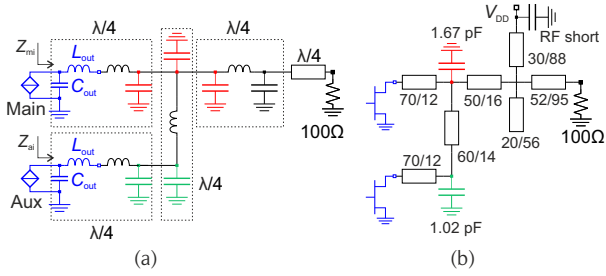 λ/4
λ/4
Z_mi
L_out
λ/4
C_out
Main
100Ω
Z_ai
L_out
C_out
λ/4
Aux
λ/4
(a)
V_DD
RF short
1.67 pF
30/88
70/12
50/16
52/95
100Ω
20/56
70/12
60/14
1.02 pF
(b)